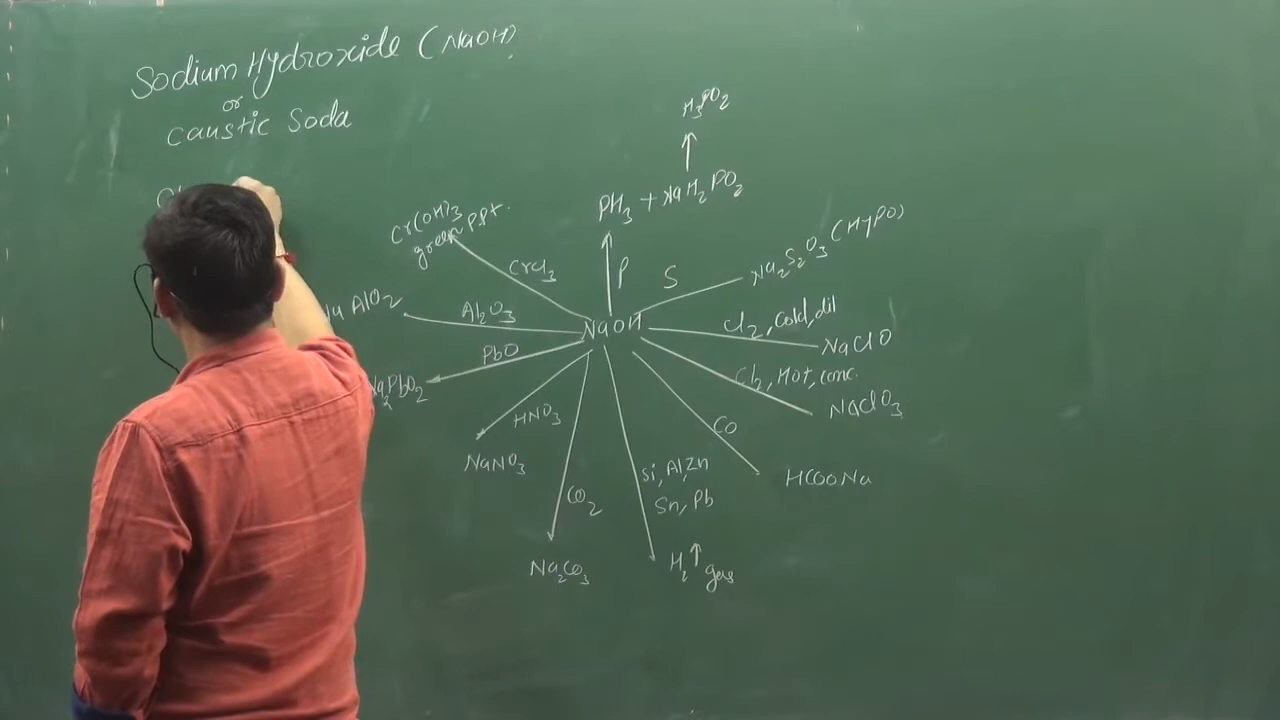 Sodium Hydroxide (NaOH)
or
Caustic Soda
H₃PO₂
PH₃ + NaH₂PO₂
Cr(OH)₃
green ppt.
CrCl₃
P
S
Na₂S₂O₃ (HYPO)
AlO₂
Al₂O₃
NaOH
Cl₂, Cold, dil
NaClO
PbO
PbO₂
Cl₂, Hot, conc.
NaClO₃
HNO₃
NaNO₃
CO
HCOONa
Si, Al, Zn
Sn, Pb
CO₂
Na₂CO₃
H₂↑ gas